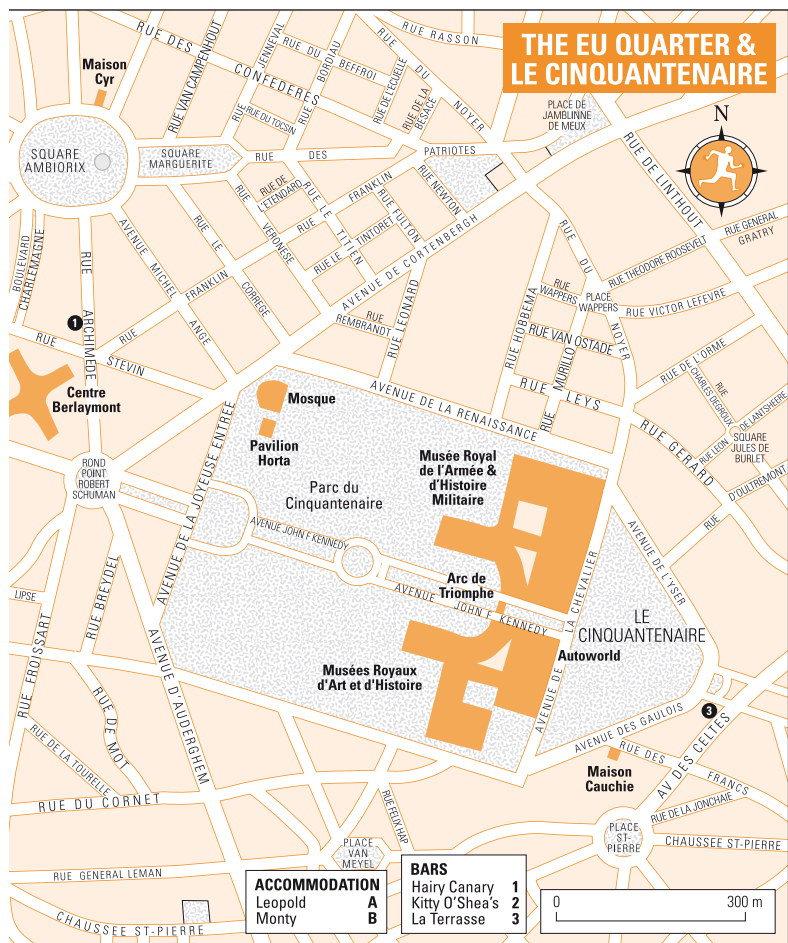 THE EU QUARTER &
LE CINQUANTENAIRE
N
RUE DES
CONFEDERES
RUE VAN CAMPENHOUT
RUE
JENNEVAL
RUE DU
BEFFROI
RUE
BORDIAU
RUE DU TOCSIN
RUE DE L'ECUELLE
RUE DE LA
BESACE
RUE
DU
NOYER
AVENUE RASSON
PLACE DE
JAMBLINNE
DE MEUX
Maison
Cyr
SQUARE
AMBIORIX
SQUARE
MARGUERITE
RUE
DES
PATRIOTES
RUE DE LINTHOUT
RUE GENERAL
GRATRY
RUE DE
L'ETENDARD
RUE
VERONESE
RUE
LE
TITIEN
RUE
FRANKLIN
RUE LE
TINTORET
RUE FULTON
RUE NEWTON
AVENUE DE CORTENBERGH
BOULEVARD
CHARLEMAGNE
RUE
ARCHIMEDE
AVENUE MICHEL
ANGE
RUE LE
CORREGE
RUE
FRANKLIN
RUE
STEVIN
1
Centre
Berlaymont
RUE
REMBRANDT
RUE LEONARD
RUE HOBBEMA
RUE
DU
NOYER
RUE THEODORE ROOSEVELT
RUE
WAPPERS
PLACE
WAPPERS
RUE VICTOR LEFEVRE
RUE VAN OSTADE
RUE
MURILLO
RUE
LEYS
RUE DE L'ORME
RUE
CHARLES DEGROUX
RUE LEON
DE LANTSHEERE
SQUARE
JULES DE
BURLET
RUE GERARD
RUE
D'OULTREMONT
AVENUE DE LA RENAISSANCE
Mosque
Pavilion
Horta
Parc du
Cinquantenaire
Musée Royal
de l'Armée &
d'Histoire
Militaire
ROND
POINT
ROBERT
SCHUMAN
AVENUE DE LA JOYEUSE ENTREE
AVENUE JOHN F KENNEDY
AVENUE
JOHN F KENNEDY
Arc de
Triomphe
AVENUE DE
LA CHEVALIER
AVENUE DE L'YSER
LE
CINQUANTENAIRE
Autoworld
Musées Royaux
d'Art et d'Histoire
LIPSE
RUE BREYDEL
RUE FROISSART
AVENUE D'AUDERGHEM
RUE DE MOT
RUE DE LA TOURELLE
RUE DU CORNET
RUE GENERAL LEMAN
CHAUSSEE ST-PIERRE
RUE FELIX HAP
PLACE
VAN
MEYEL
AVENUE DES GAULOIS
3
RUE DES
FRANCS
AV DES CELTES
Maison
Cauchie
RUE DE LA JONCHAIE
PLACE
ST-
PIERRE
CHAUSSEE ST-PIERRE
ACCOMMODATION
Leopold A
Monty B
BARS
Hairy Canary 1
Kitty O'Shea's 2
La Terrasse 3
0
300 m